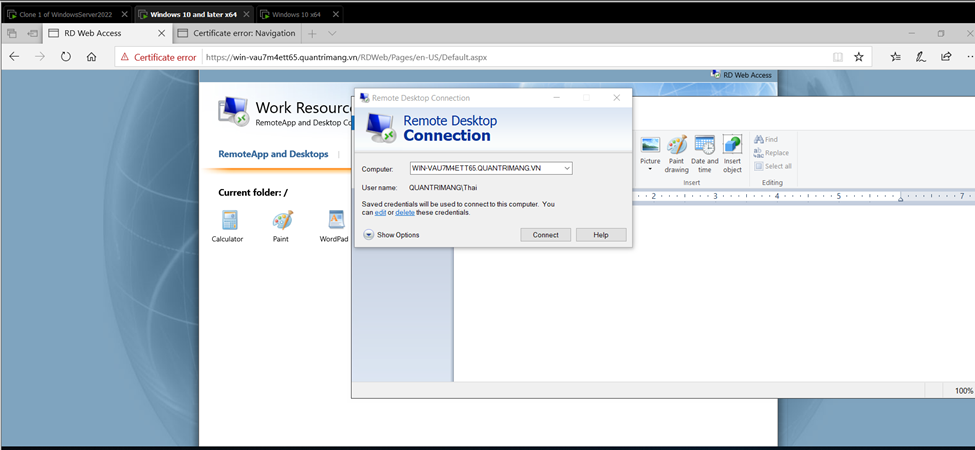 Clone 1 of WindowsServer2022
Windows 10 and later x64
Windows 10 x64
RD Web Access
Certificate error: Navigation
Certificate error
https://win-vau7m4ett65.quantrimang.vn/RDWeb/Pages/en-US/Default.aspx
RD Web Access
Work Resourc
RemoteApp and Desktop Co
RemoteApp and Desktops
Current folder: /
Calculator
Paint
WordPad
Remote Desktop Connection
Remote Desktop
Connection
Computer:
WIN-VAU7M4ETT65.QUANTRIMANG.VN
User name:
QUANTRIMANG\Thai
Saved credentials will be used to connect to this computer. You
can edit or delete these credentials.
Show Options
Connect
Help
Picture
Paint drawing
Date and time
Insert object
Insert
Find
Replace
Select all
Editing
2 3 4 5 6 7
100%